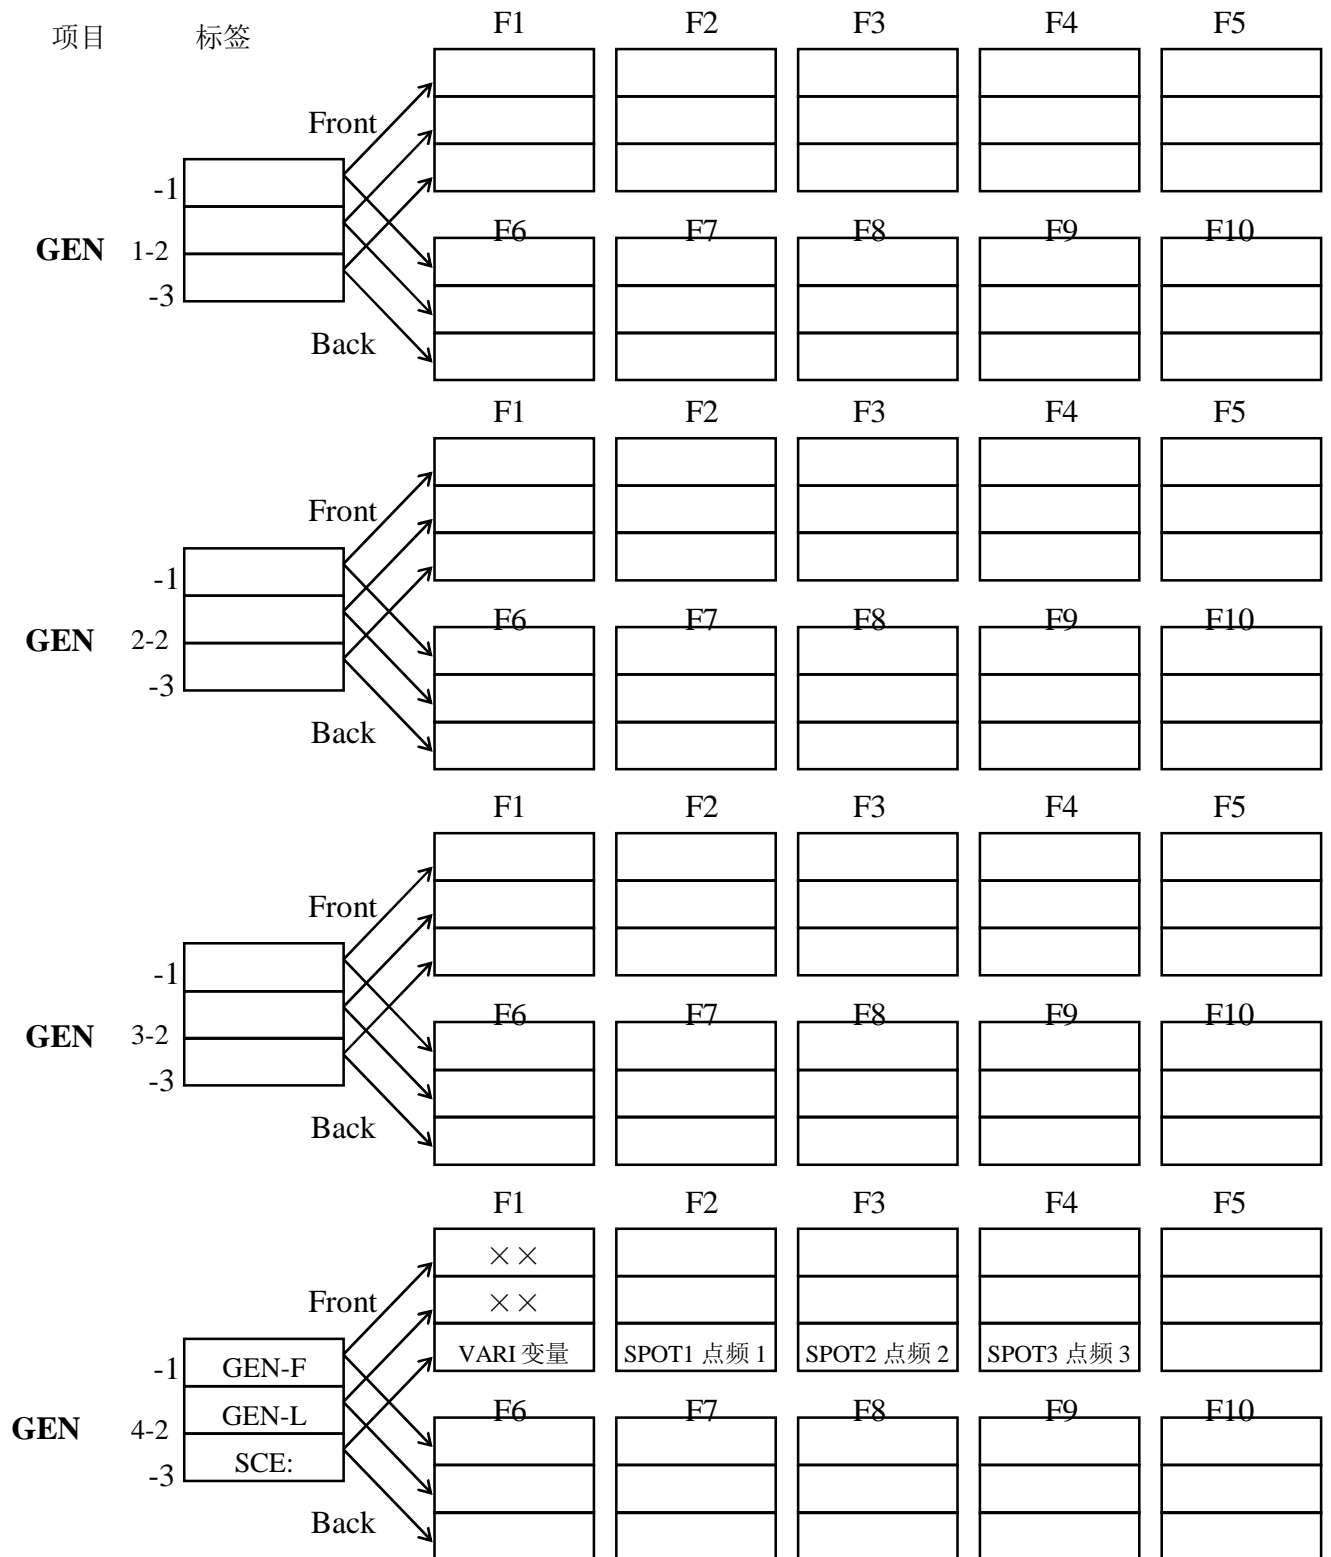 项目 标签 F1 F2 F3 F4 F5
Front
-1
GEN 1-2
-3
F6 F7 F8 F9 F10
Back
F1 F2 F3 F4 F5
Front
-1
GEN 2-2
-3
F6 F7 F8 F9 F10
Back
F1 F2 F3 F4 F5
Front
-1
GEN 3-2
-3
F6 F7 F8 F9 F10
Back
F1 F2 F3 F4 F5
××
Front ××
VARI 变量 SPOT1 点频 1 SPOT2 点频 2 SPOT3 点频 3
-1 GEN-F
GEN 4-2 GEN-L
-3 SCE:
F6 F7 F8 F9 F10
Back